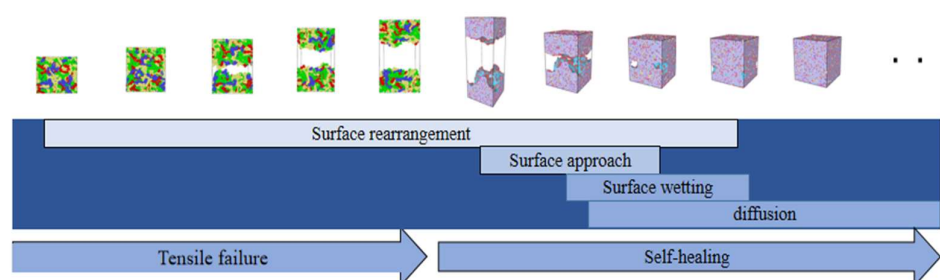 Surface rearrangement
Surface approach
Surface wetting
diffusion
Tensile failure
Self-healing